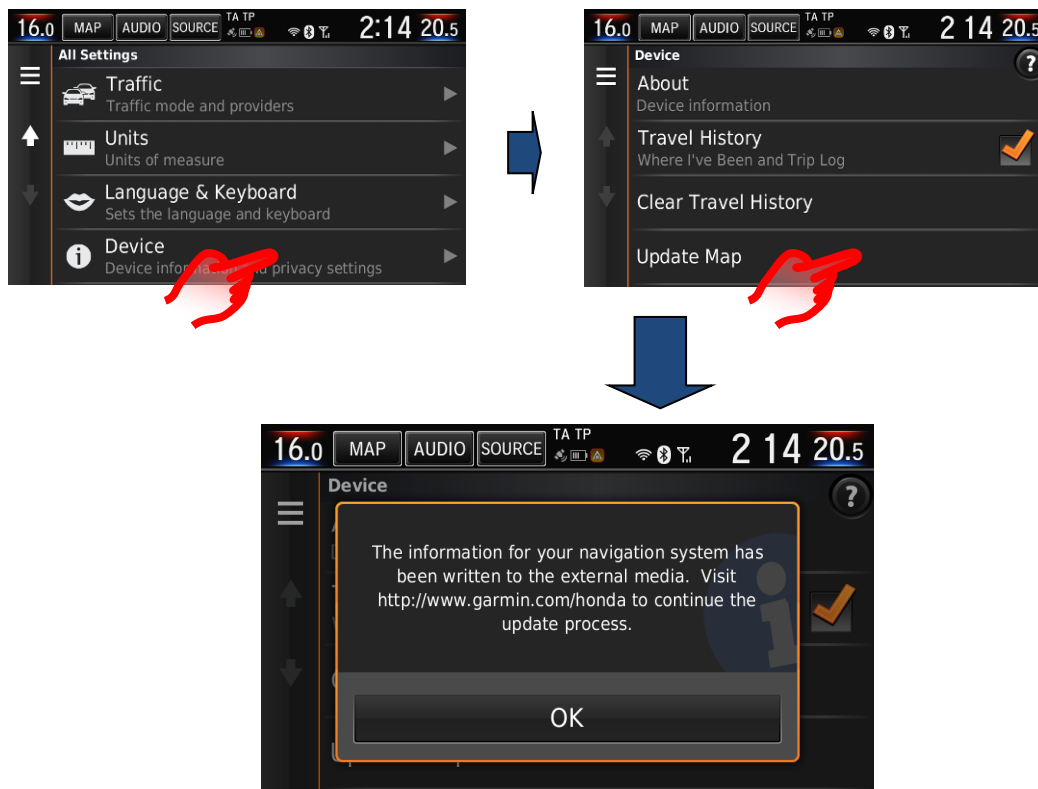 16.0 MAP AUDIO SOURCE TA TP 2:14 20.5
All Settings
Traffic
Traffic mode and providers
Units
Units of measure
Language & Keyboard
Sets the language and keyboard
Device
Device information and privacy settings
16.0 MAP AUDIO SOURCE TA TP 2 14 20.5
Device ?
About
Device information
Travel History
Where I've Been and Trip Log
Clear Travel History
Update Map
16.0 MAP AUDIO SOURCE TA TP 2 14 20.5
Device ?
The information for your navigation system has
been written to the external media. Visit
http://www.garmin.com/honda to continue the
update process.
OK